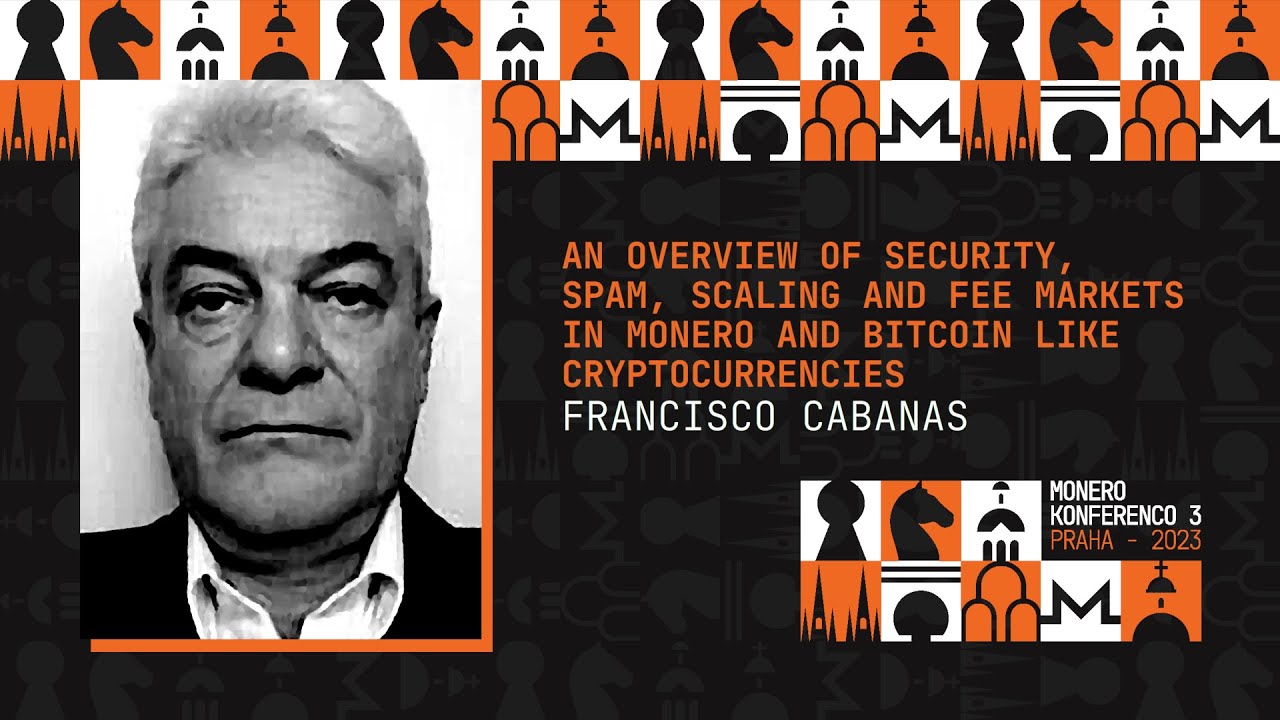 AN OVERVIEW OF SECURITY,
SPAM, SCALING AND FEE MARKETS
IN MONERO AND BITCOIN LIKE
CRYPTOCURRENCIES
FRANCISCO CABANAS
MONERO
KONFERENCO 3
PRAHA - 2023